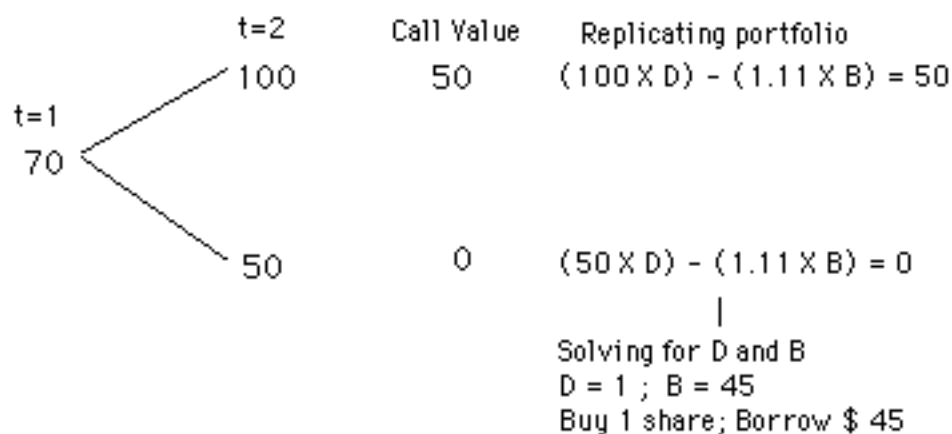 t=2 Call Value Replicating portfolio
100 50 (100 X D) - (1.11 X B) = 50
t=1
70
50 0 (50 X D) - (1.11 X B) = 0
Solving for D and B
D = 1 ; B = 45
Buy 1 share; Borrow $ 45